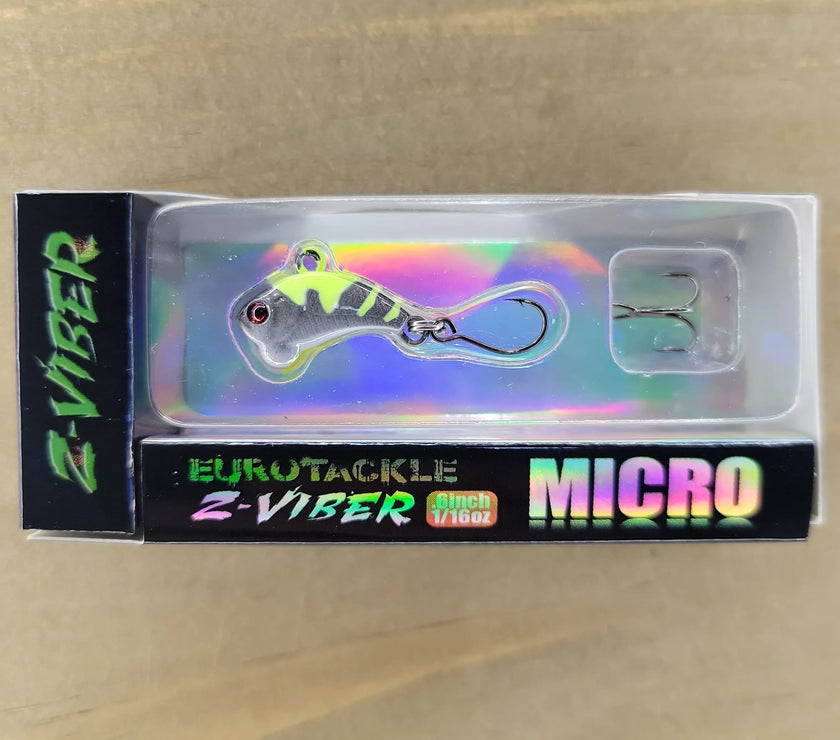 Z-VIBER
EUROTACKLE
Z-VIBER
.6inch
1/16oz
MICRO